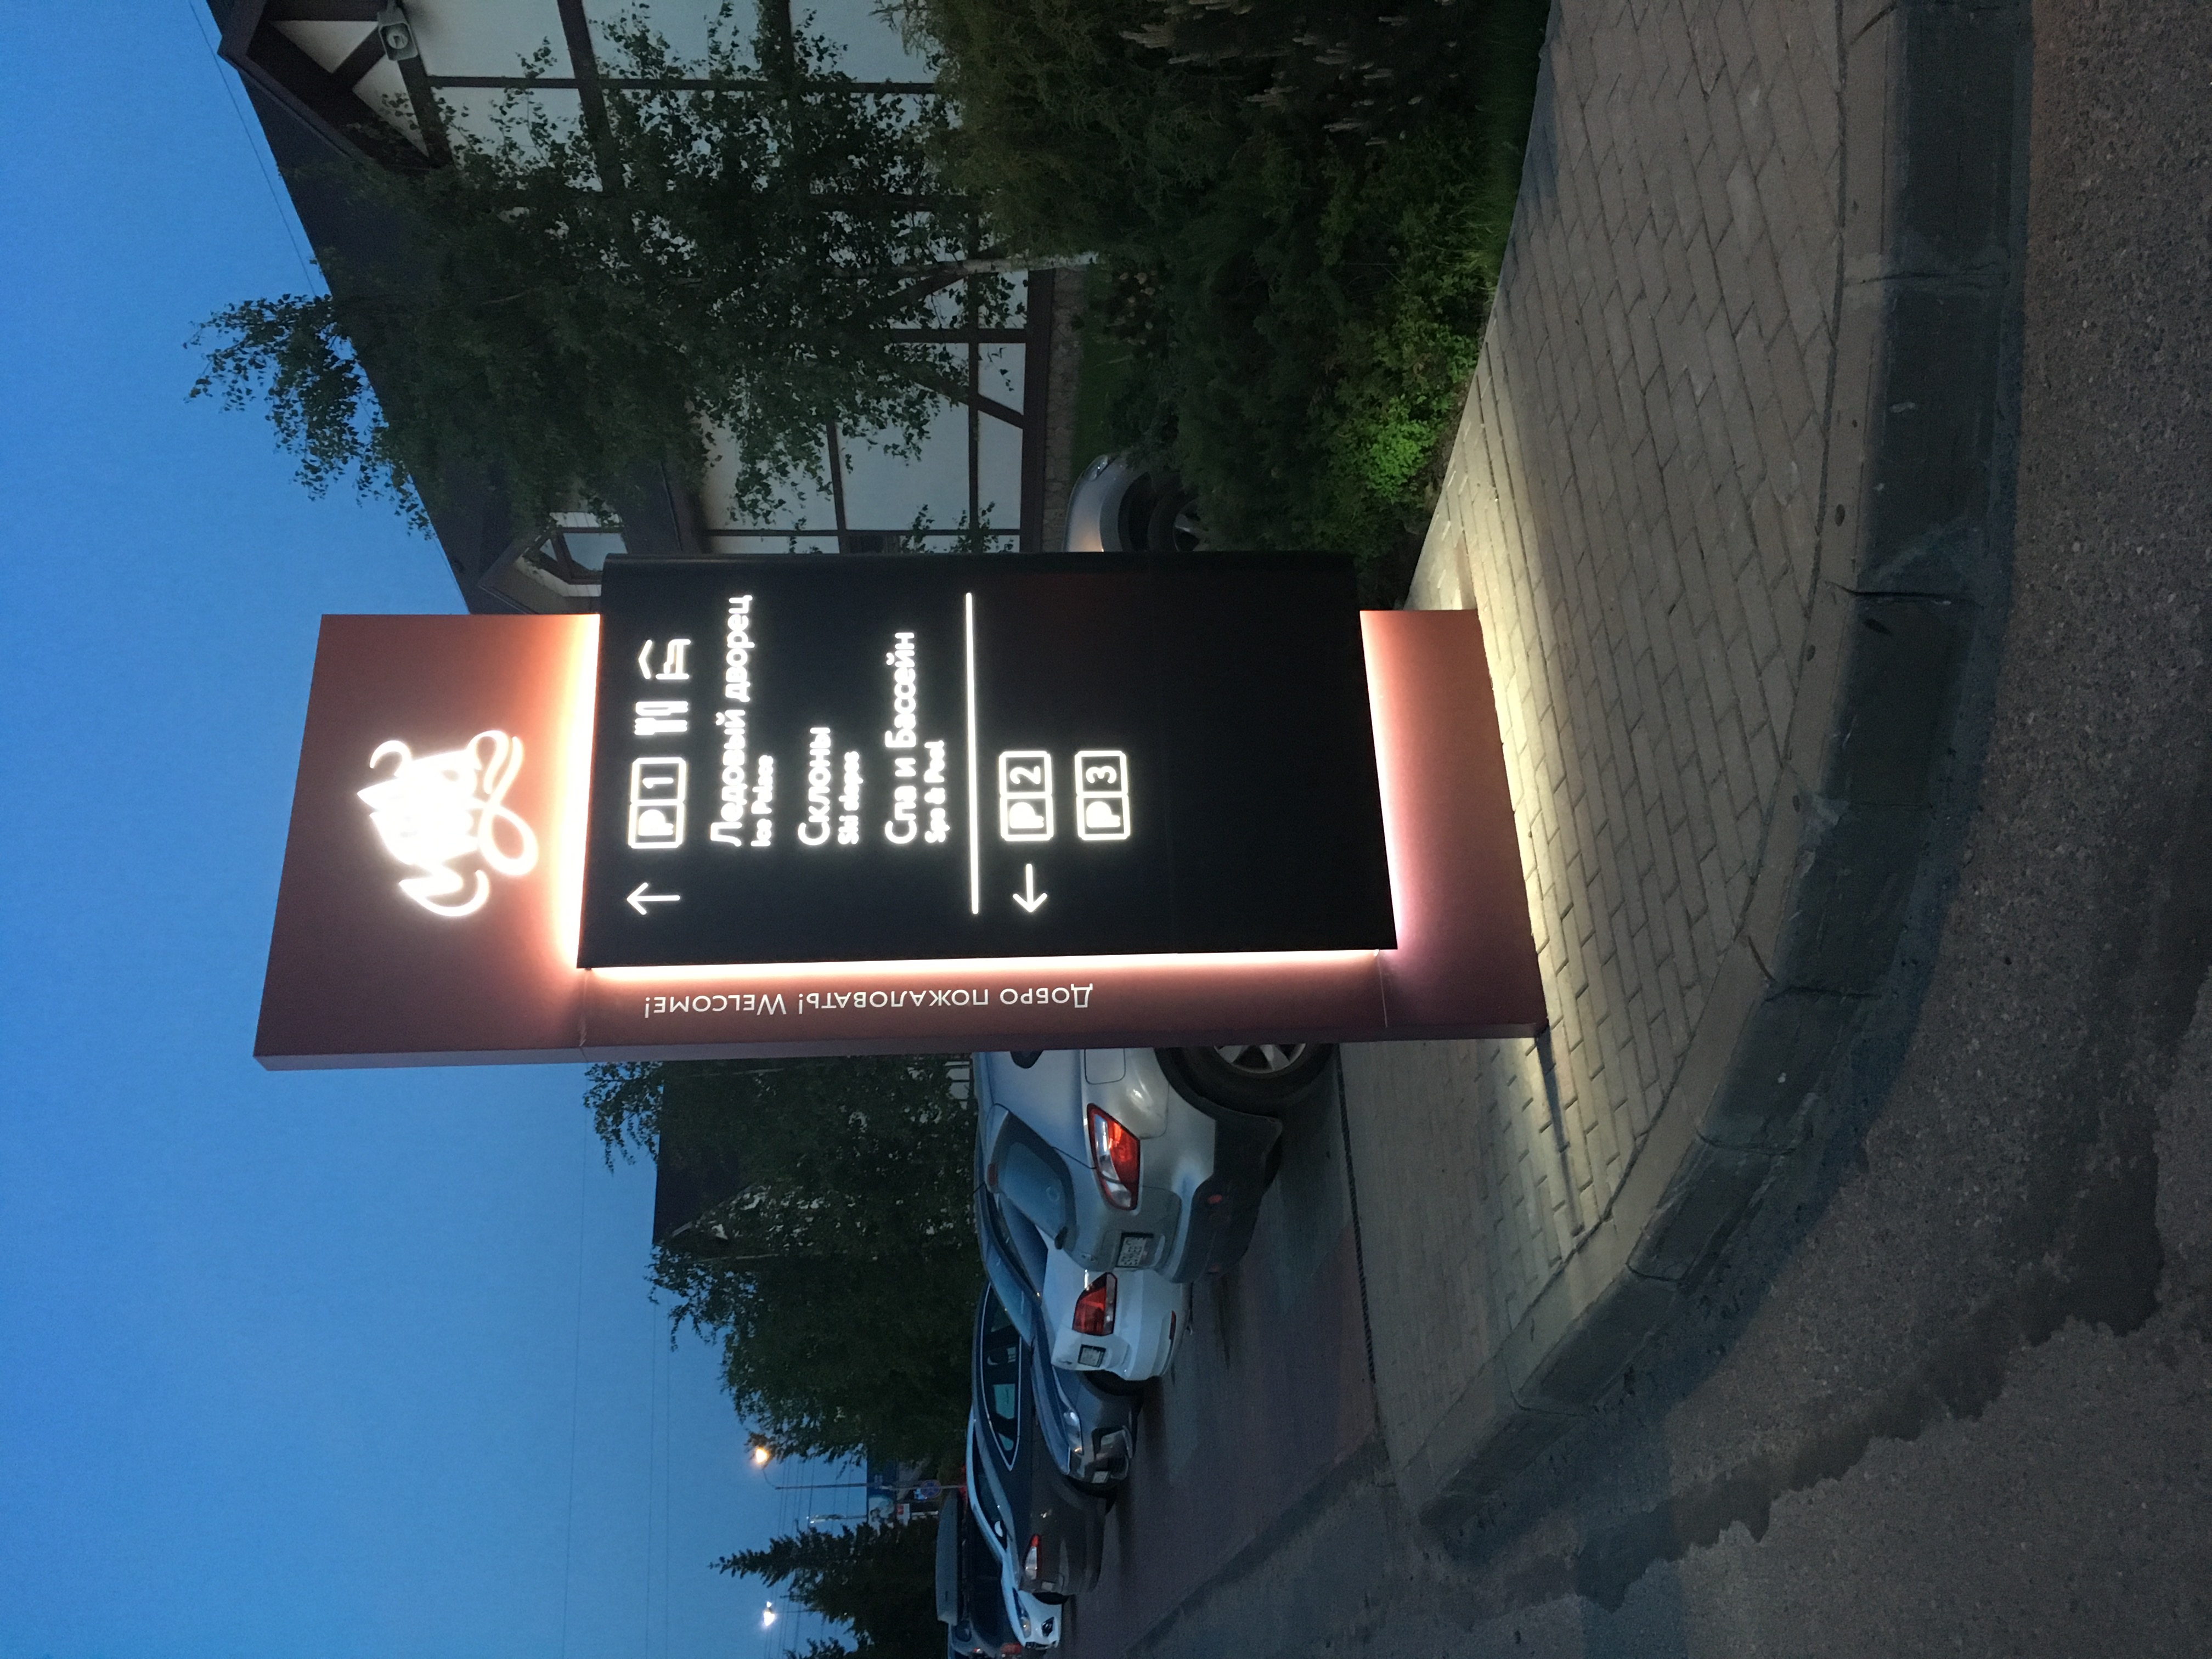 ↑ P 1
Ледовый дворец
Ice Palace
Склоны
Ski slopes
Спа и Бассейн
Spa & Pool
← P 2
P 3
Добро пожаловать! Welcome!